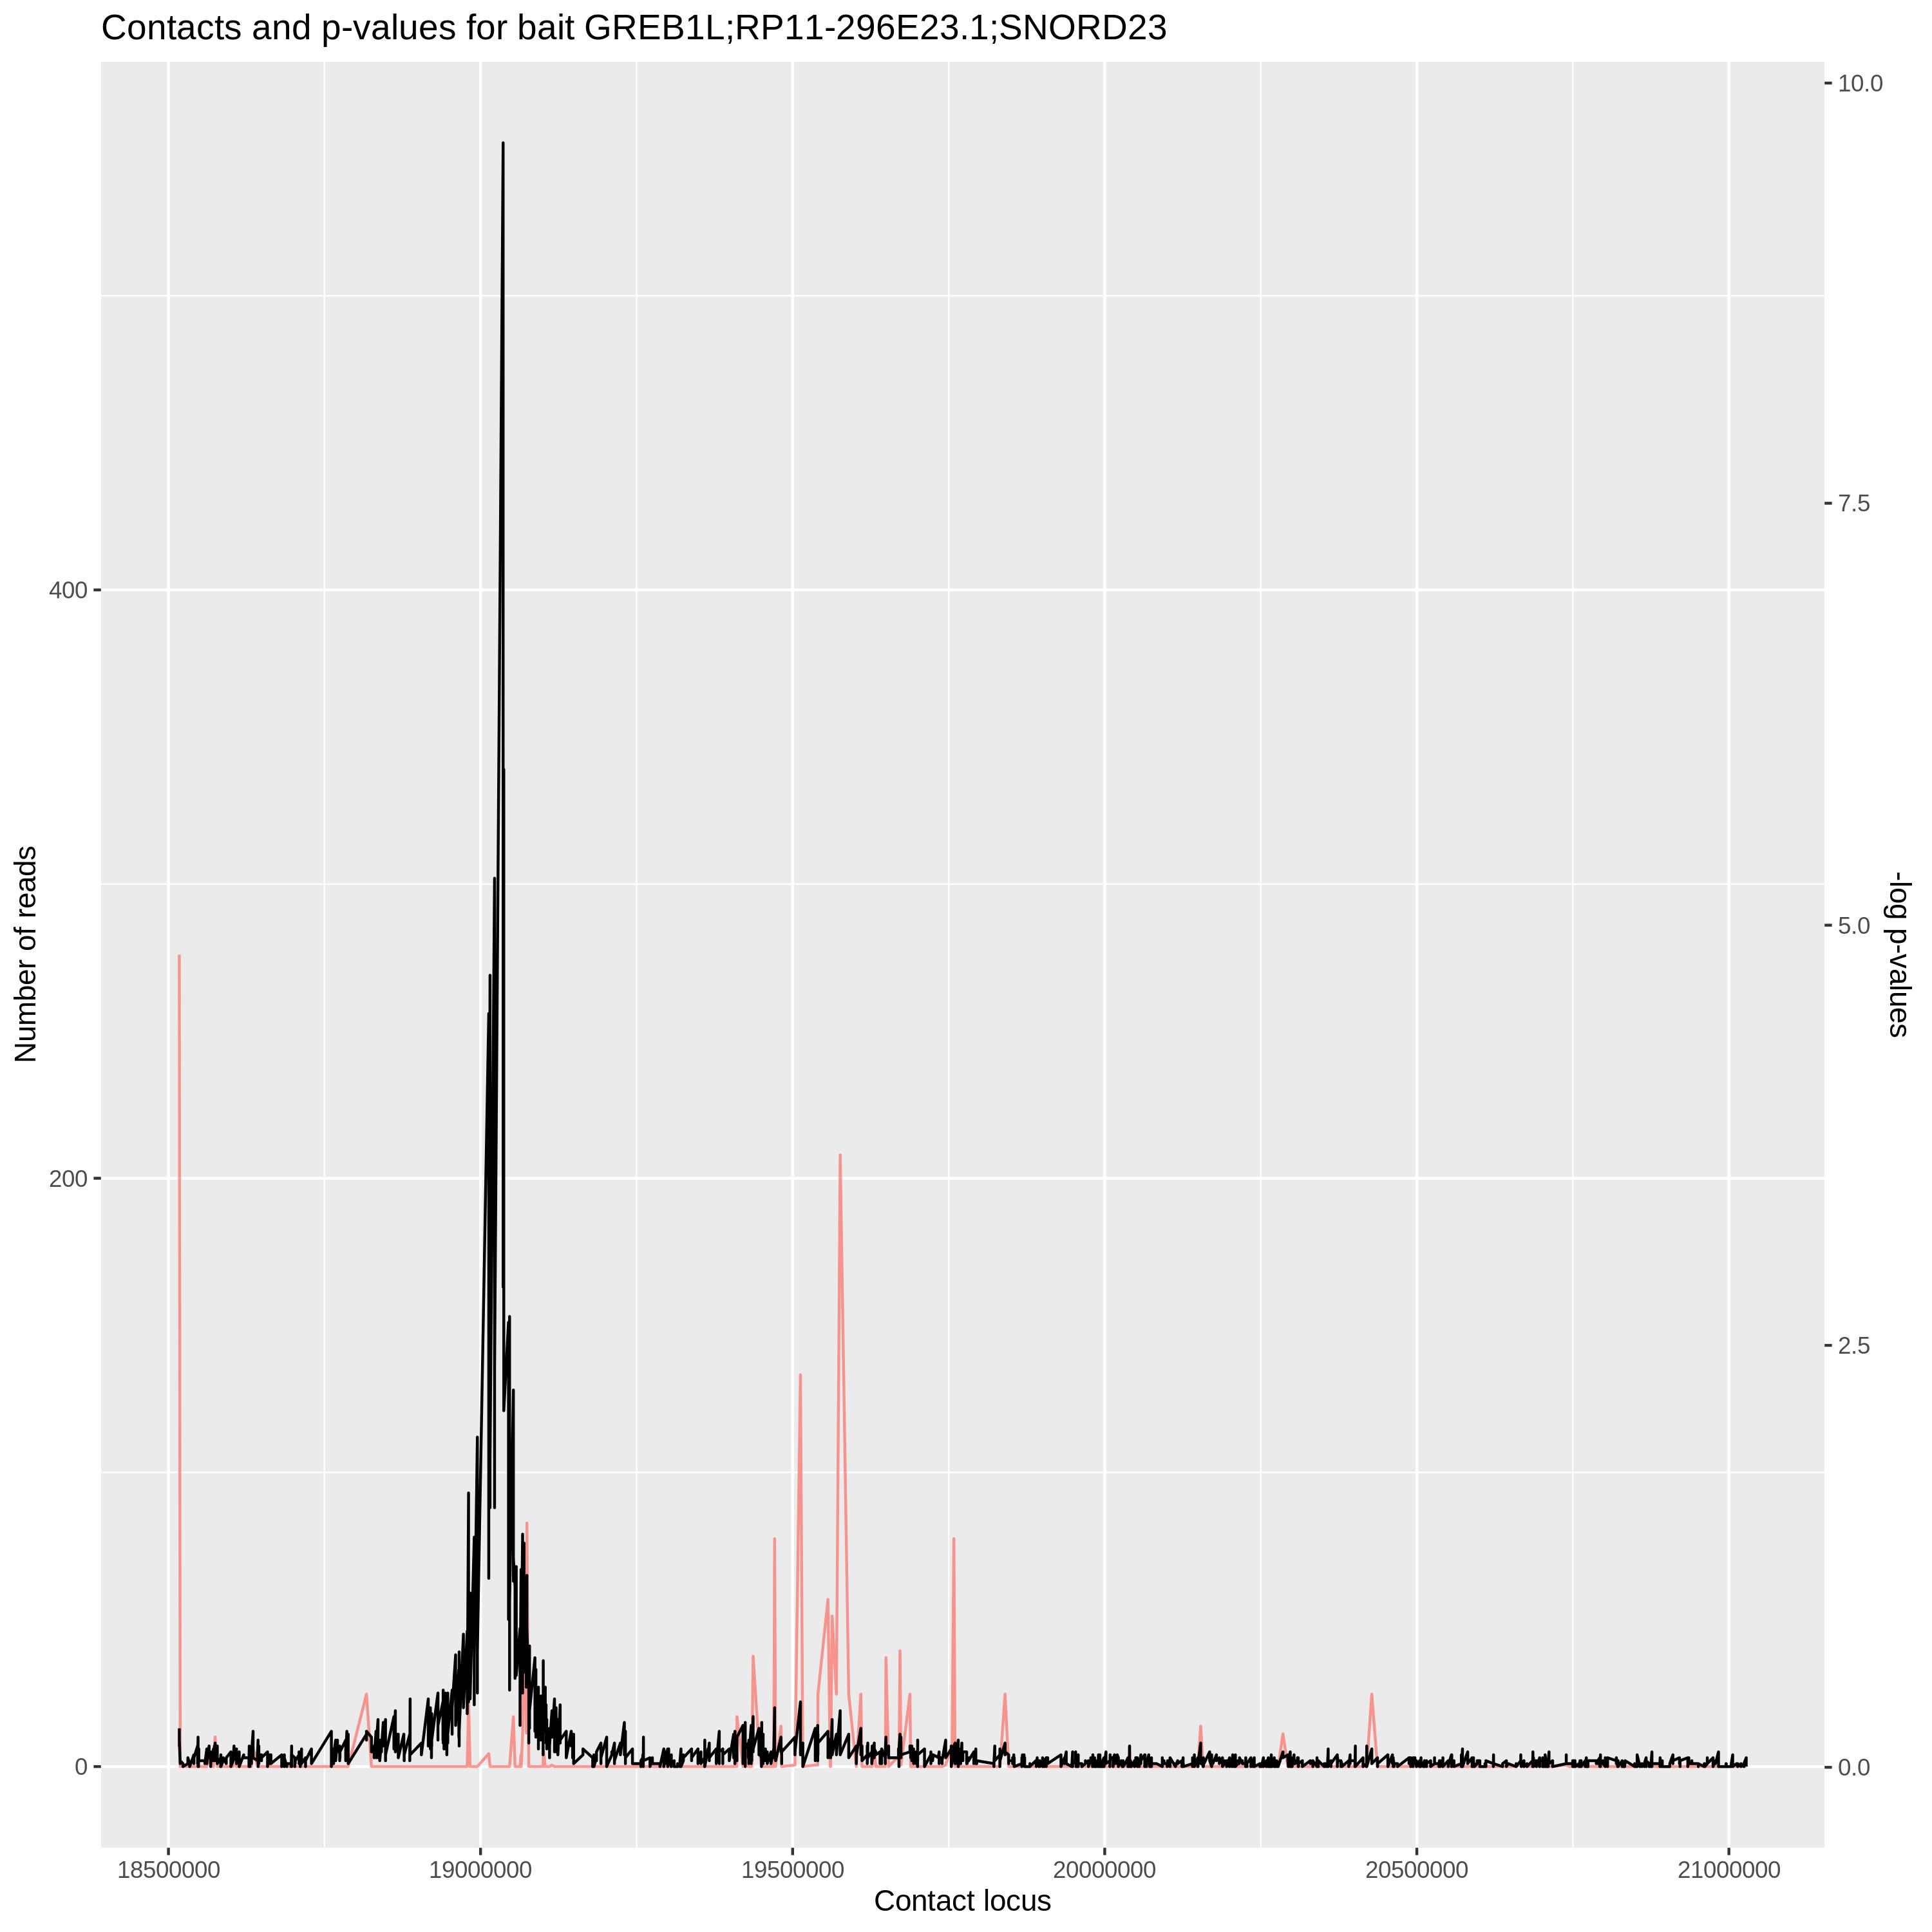 Contacts and p-values for bait GREB1L;RP11-296E23.1;SNORD23
10.0
7.5
400
5.0
Number of reads
-log p-values
200
2.5
0
0.0
18500000 19000000 19500000 20000000 20500000 21000000
Contact locus